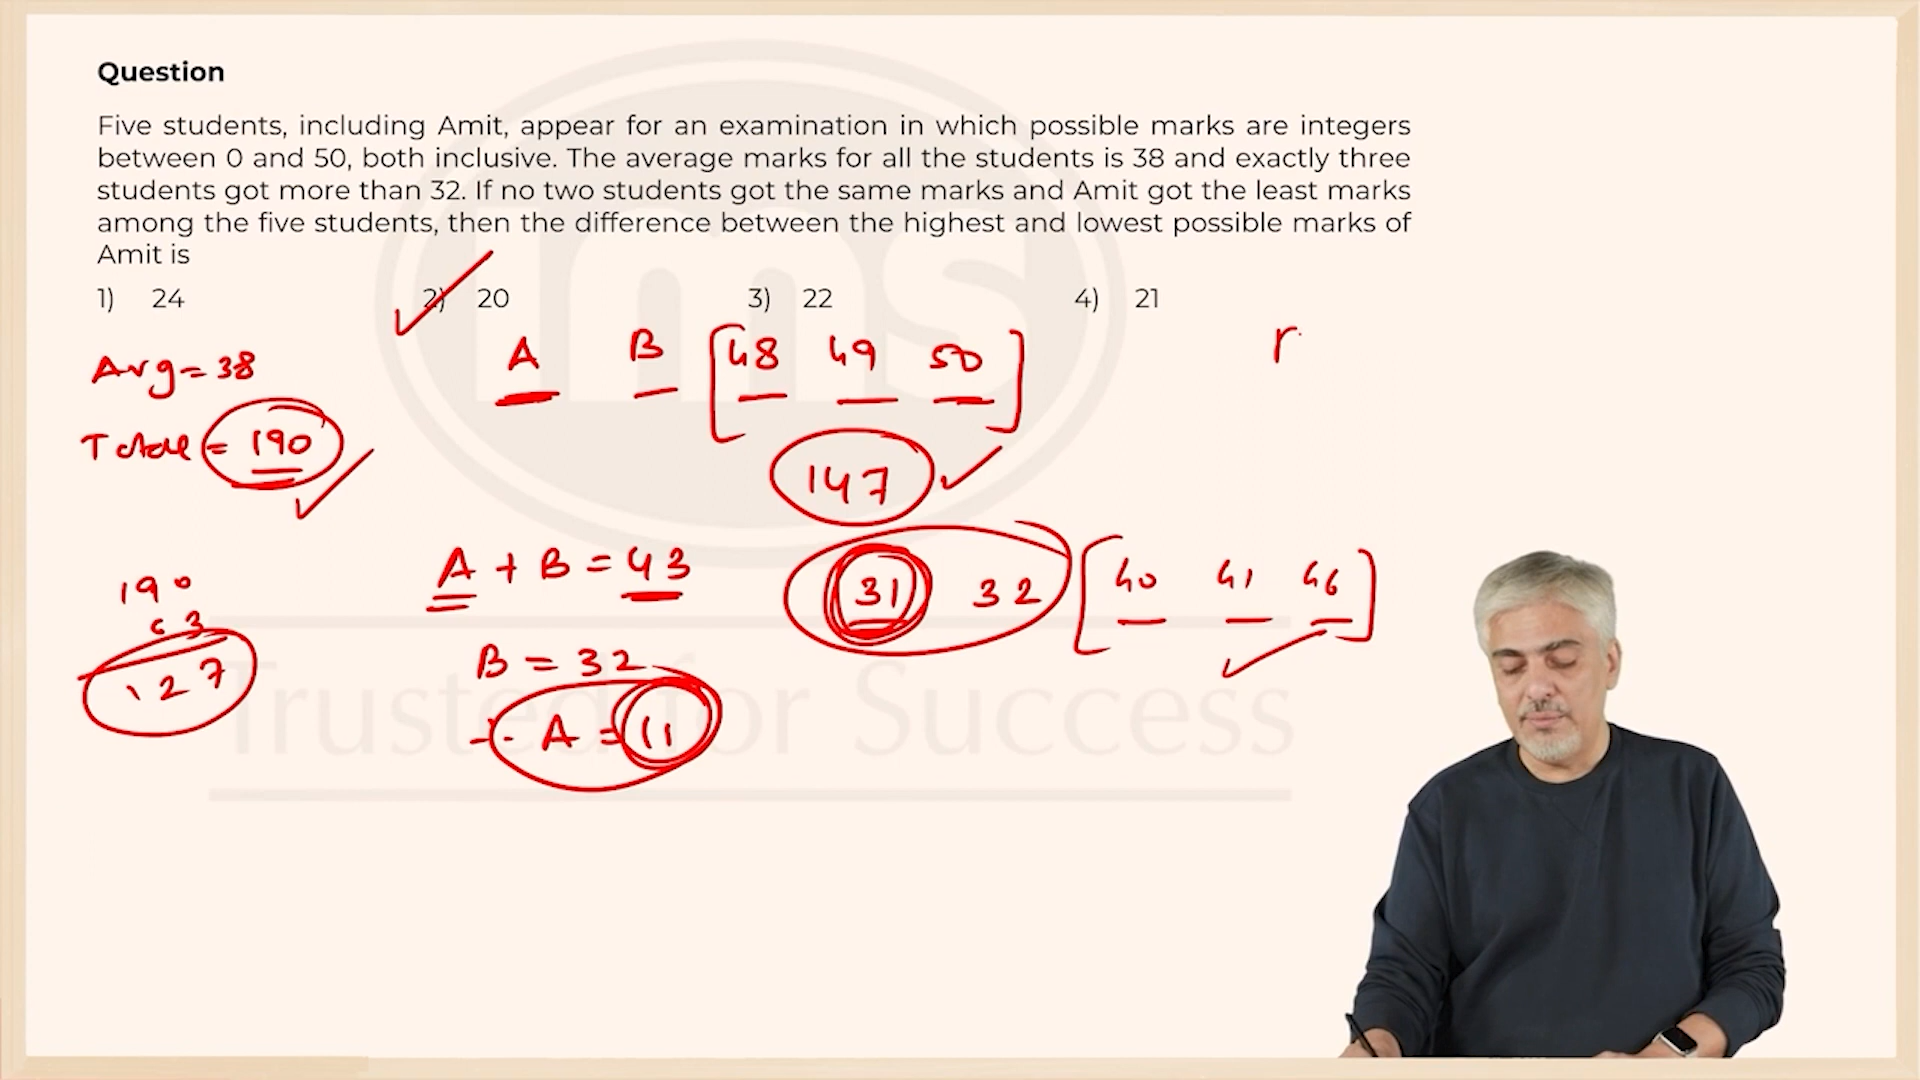 Question
Five students, including Amit, appear for an examination in which possible marks are integers
between 0 and 50, both inclusive. The average marks for all the students is 38 and exactly three
students got more than 32. If no two students got the same marks and Amit got the least marks
among the five students, then the difference between the highest and lowest possible marks of
Amit is
1) 24 2) 20 3) 22 4) 21
Avg = 38
A B [48 49 50]
r
Total = 190
147
A + B = 43
31 32 [40 41 46]
190
63
127
B = 32
∴ A = 11
ims
Trusted for Success